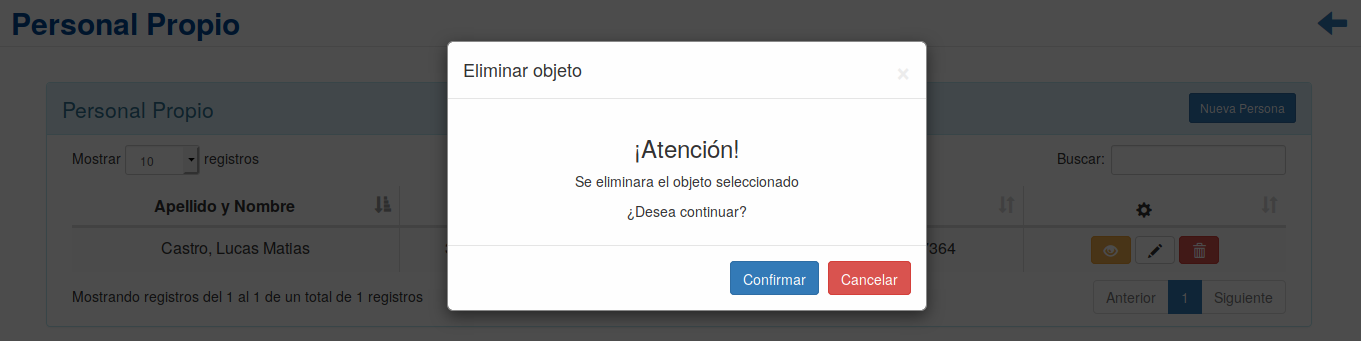 Personal Propio
Eliminar objeto
×
Personal Propio
Nueva Persona
¡Atención!
Mostrar 10 registros
Buscar:
Se eliminara el objeto seleccionado
Apellido y Nombre
¿Desea continuar?
Castro, Lucas Matias
364
Confirmar Cancelar
Mostrando registros del 1 al 1 de un total de 1 registros
Anterior 1 Siguiente